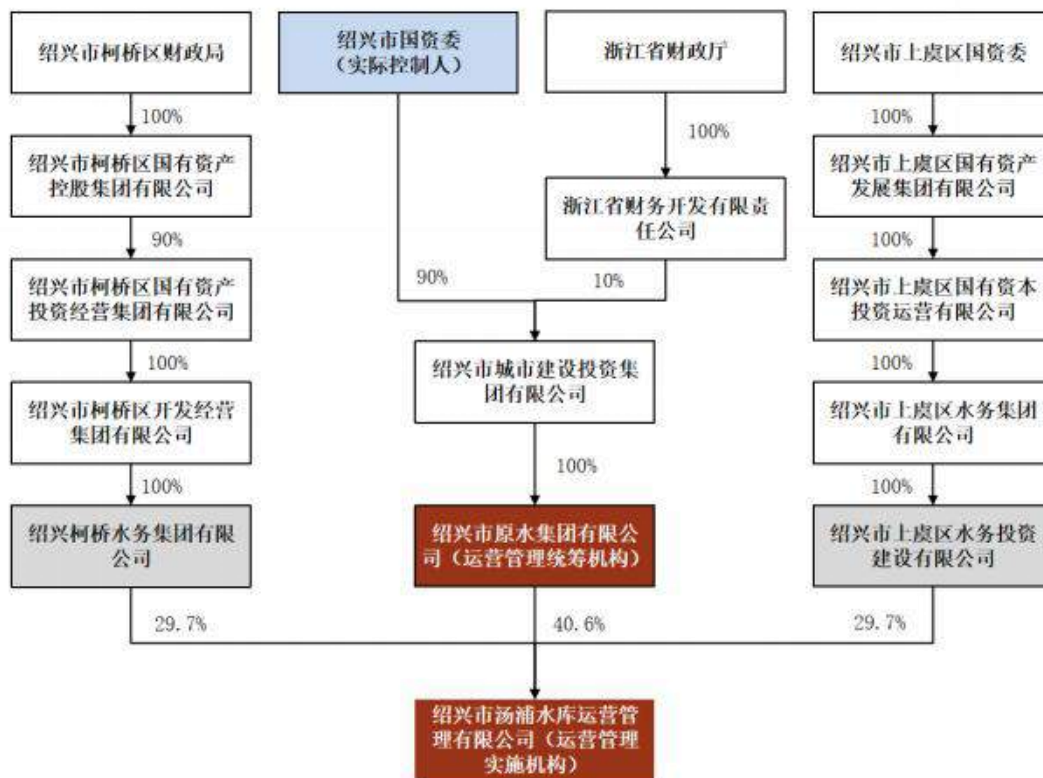 绍兴市柯桥区财政局
绍兴市国资委
（实际控制人）
浙江省财政厅
绍兴市上虞区国资委
100%
100%
100%
绍兴市柯桥区国有资产
控股集团有限公司
浙江省财务开发有限责
任公司
绍兴市上虞区国有资产
发展集团有限公司
90%
90%
10%
100%
绍兴市柯桥区国有资产
投资经营集团有限公司
绍兴市上虞区国有资本
投资运营有限公司
100%
绍兴市城市建设投资集
团有限公司
100%
绍兴市柯桥区开发经营
集团有限公司
绍兴市上虞区水务集团
有限公司
100%
100%
100%
绍兴柯桥水务集团有限
公司
绍兴市原水集团有限公
司（运营管理统筹机构）
绍兴市上虞区水务投资
建设有限公司
29.7%
40.6%
29.7%
绍兴市汤浦水库运营管
理有限公司（运营管理
实施机构）